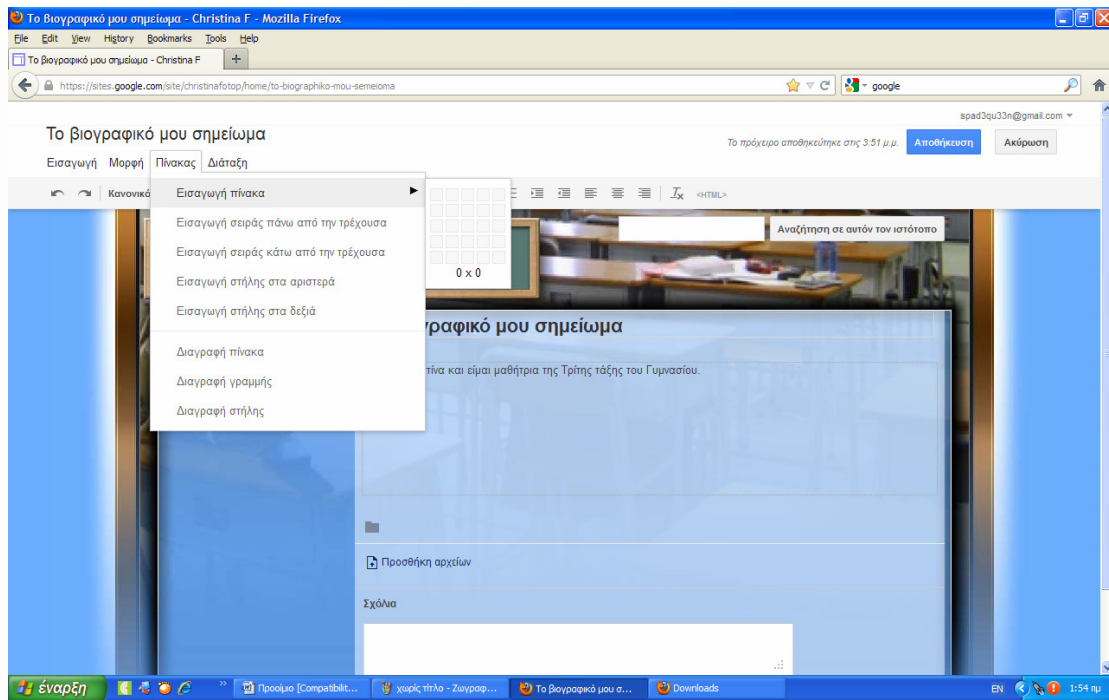 Το Βιογραφικό μου σημείωμα - Christina F - Mozilla Firefox
File Edit View History Bookmarks Tools Help
Το Βιογραφικό μου σημείωμα - Christina F
https://sites.google.com/site/christinafotop/home/to-biographiko-mou-semeioma
google
spad3qu33n@gmail.com
Το βιογραφικό μου σημείωμα
Το πρόχειρο αποθηκεύτηκε στις 3:51 μ.μ.
Αποθήκευση
Ακύρωση
Εισαγωγή Μορφή Πίνακας Διάταξη
Κανονικό
<HTML>
Εισαγωγή πίνακα
Εισαγωγή σειράς πάνω από την τρέχουσα
Εισαγωγή σειράς κάτω από την τρέχουσα
Εισαγωγή στήλης στα αριστερά
Εισαγωγή στήλης στα δεξιά
Διαγραφή πίνακα
Διαγραφή γραμμής
Διαγραφή στήλης
0 x 0
Αναζήτηση σε αυτόν τον ιστότοπο
γραφικό μου σημείωμα
τίνα και είμαι μαθήτρια της Τρίτης τάξης του Γυμνασίου.
Προσθήκη αρχείων
Σχόλια
έναρξη
Προοίμιο [Compatibilit...
χωρίς τίτλο - Ζωγραφ...
Το Βιογραφικό μου σ...
Downloads
EN
1:54 πμ